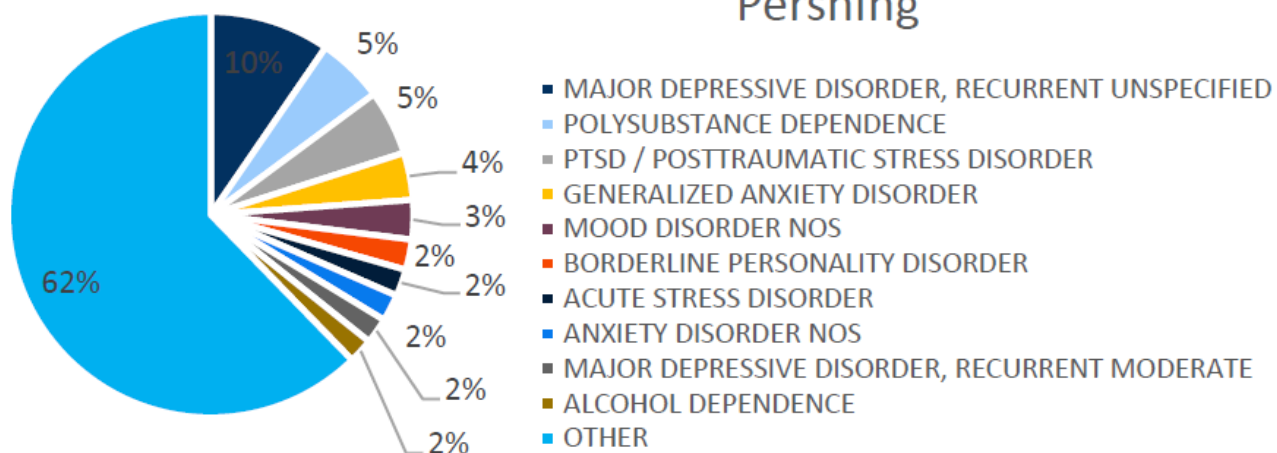 Pershing
10%
5%
5%
4%
3%
2%
2%
2%
2%
2%
62%
MAJOR DEPRESSIVE DISORDER, RECURRENT UNSPECIFIED
POLYSUBSTANCE DEPENDENCE
PTSD / POSTTRAUMATIC STRESS DISORDER
GENERALIZED ANXIETY DISORDER
MOOD DISORDER NOS
BORDERLINE PERSONALITY DISORDER
ACUTE STRESS DISORDER
ANXIETY DISORDER NOS
MAJOR DEPRESSIVE DISORDER, RECURRENT MODERATE
ALCOHOL DEPENDENCE
OTHER